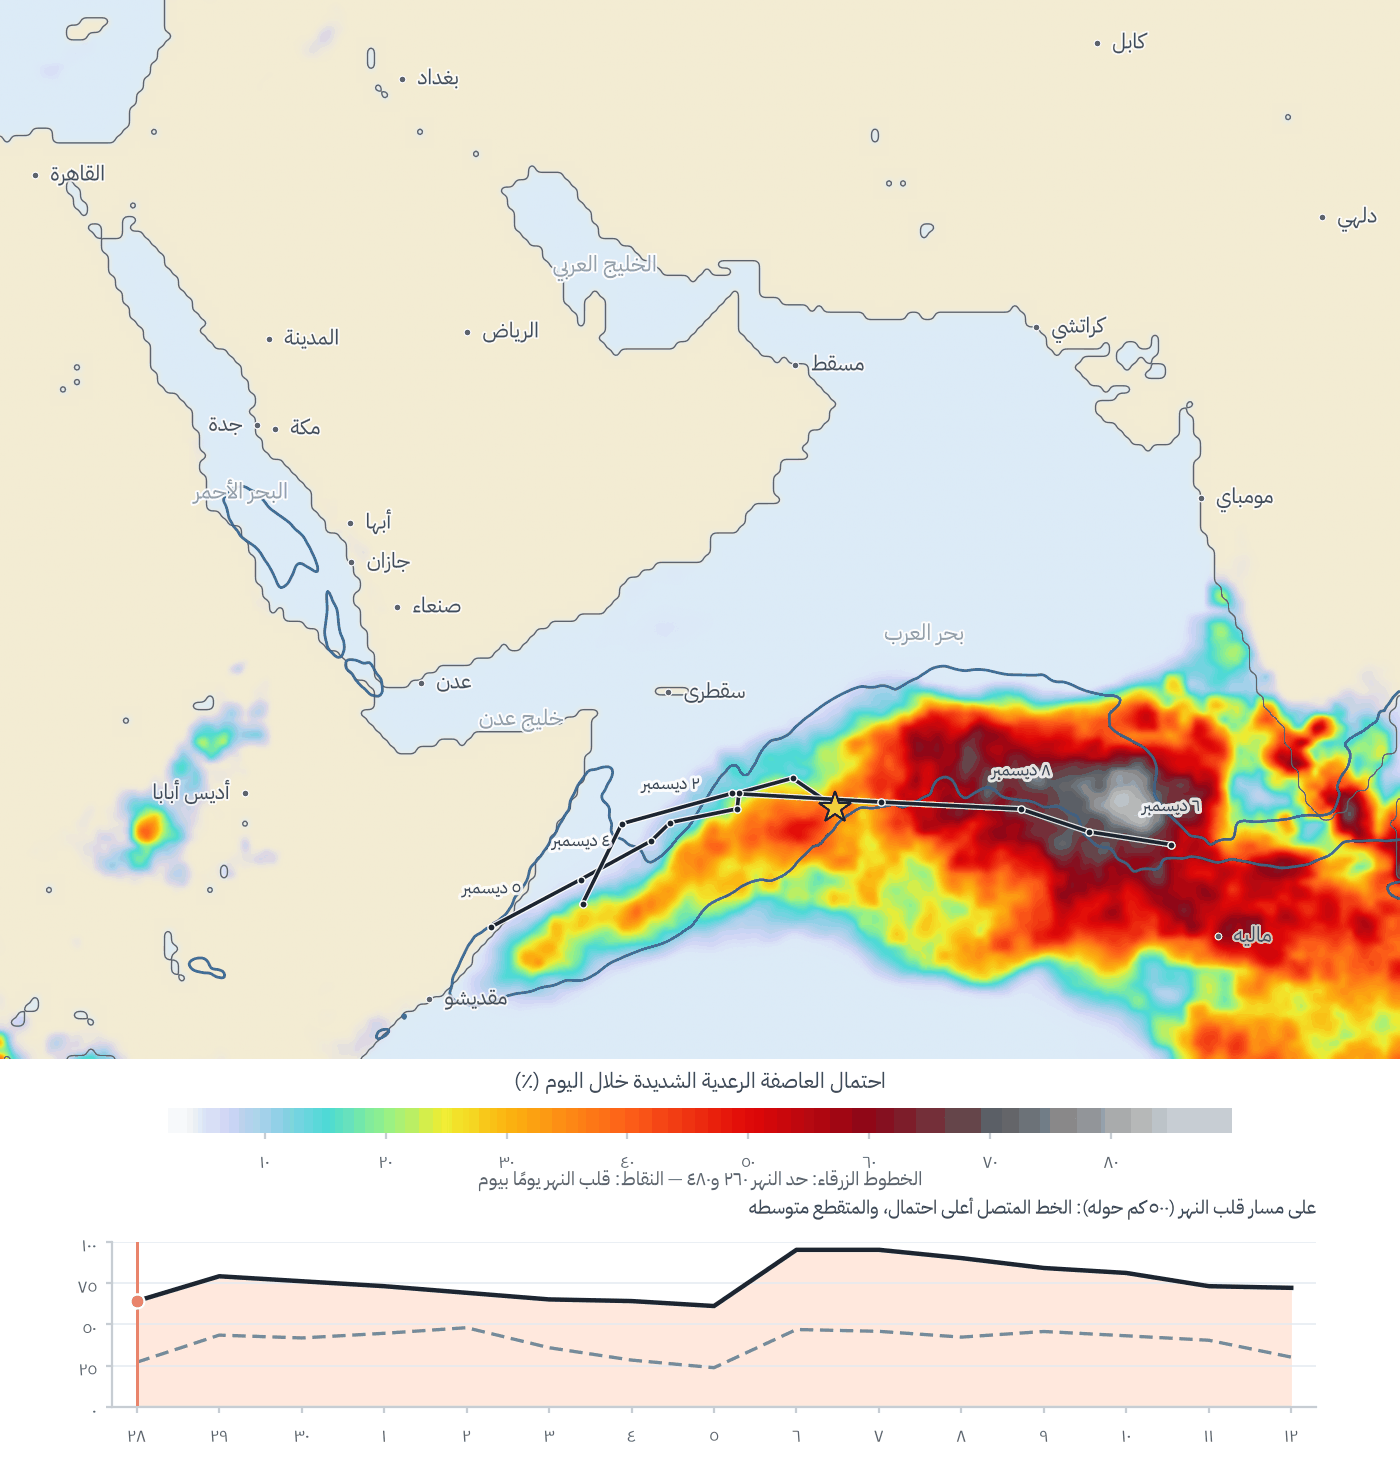 كابل
بغداد
القاهرة
دلهي
الخليج العربي
كراتشي
الرياض
المدينة
مسقط
جدة
مكة
البحر الأحمر
مومباي
أبها
جازان
صنعاء
بحر العرب
عدن
سقطرى
خليج عدن
٨ ديسمبر
٢ ديسمبر
أديس أبابا
٦ ديسمبر
٤ ديسمبر
٥ ديسمبر
ماليه
مقديشو
احتمال العاصفة الرعدية الشديدة خلال اليوم (٪)
١٠ ٢٠ ٣٠ ٤٠ ٥٠ ٦٠ ٧٠ ٨٠
الخطوط الزرقاء: حد النهر ٢٦٠ و٤٨٠ — النقاط: قلب النهر يومًا بيوم
على مسار قلب النهر (٥٠٠ كم حوله): الخط المتصل أعلى احتمال، والمتقطع متوسطه
١٠٠
٧٥
٥٠
٢٥
٠
٢٨ ٢٩ ٣٠ ١ ٢ ٣ ٤ ٥ ٦ ٧ ٨ ٩ ١٠ ١١ ١٢